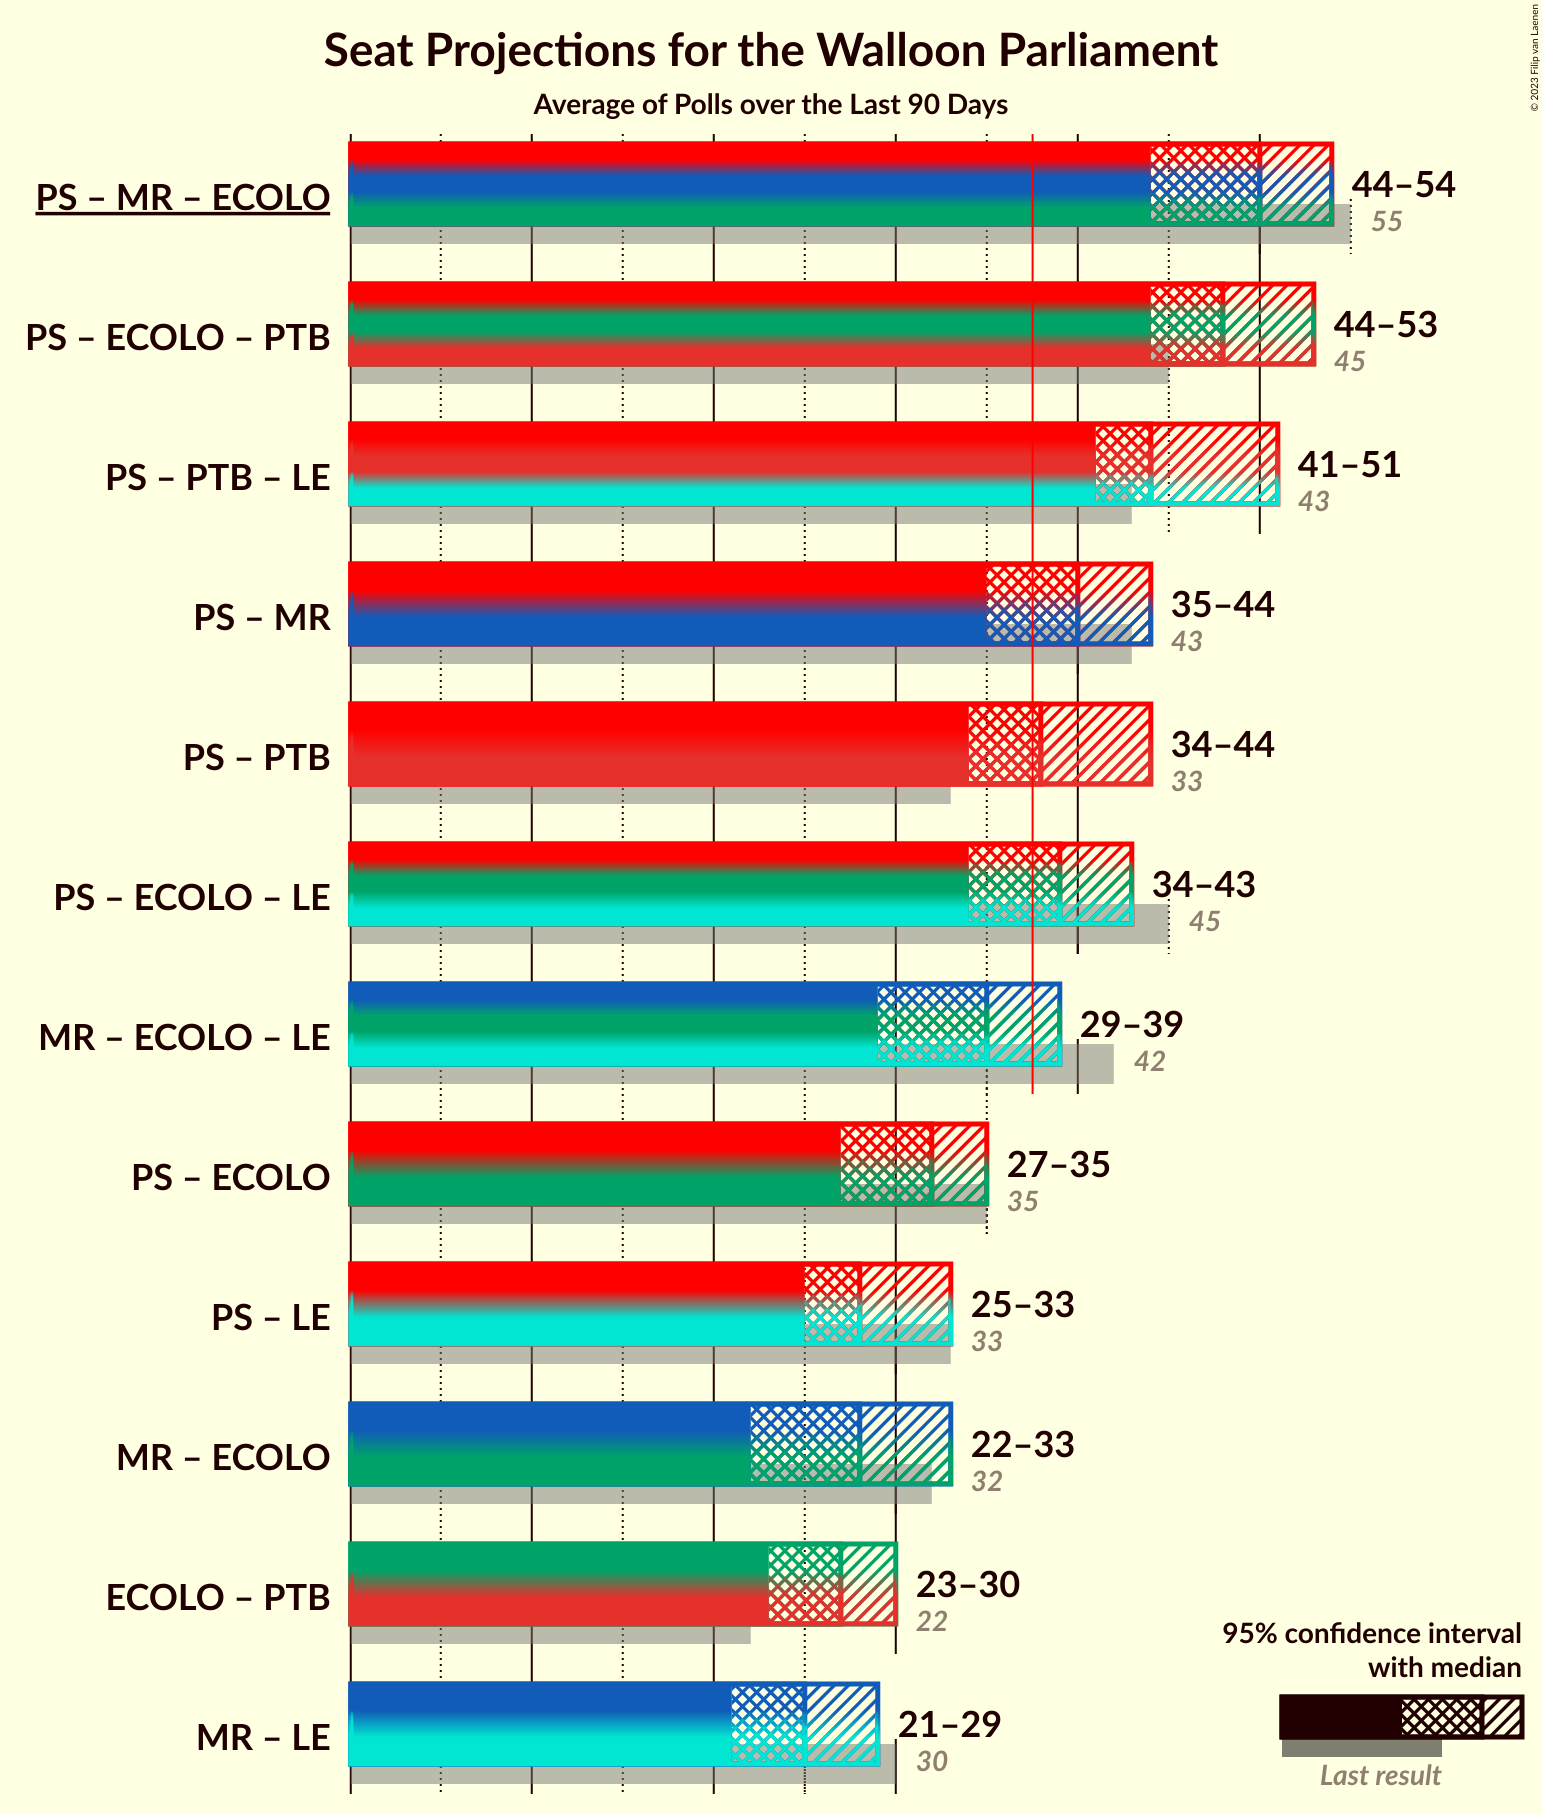 Seat Projections for the Walloon Parliament
Average of Polls over the Last 90 Days
© 2023 Filip van Laenen
PS – MR – ECOLO
44–54
55
PS – ECOLO – PTB
44–53
45
PS – PTB – LE
41–51
43
PS – MR
35–44
43
PS – PTB
34–44
33
PS – ECOLO – LE
34–43
45
MR – ECOLO – LE
29–39
42
PS – ECOLO
27–35
35
PS – LE
25–33
33
MR – ECOLO
22–33
32
ECOLO – PTB
23–30
22
MR – LE
21–29
30
95% confidence interval
with median
Last result